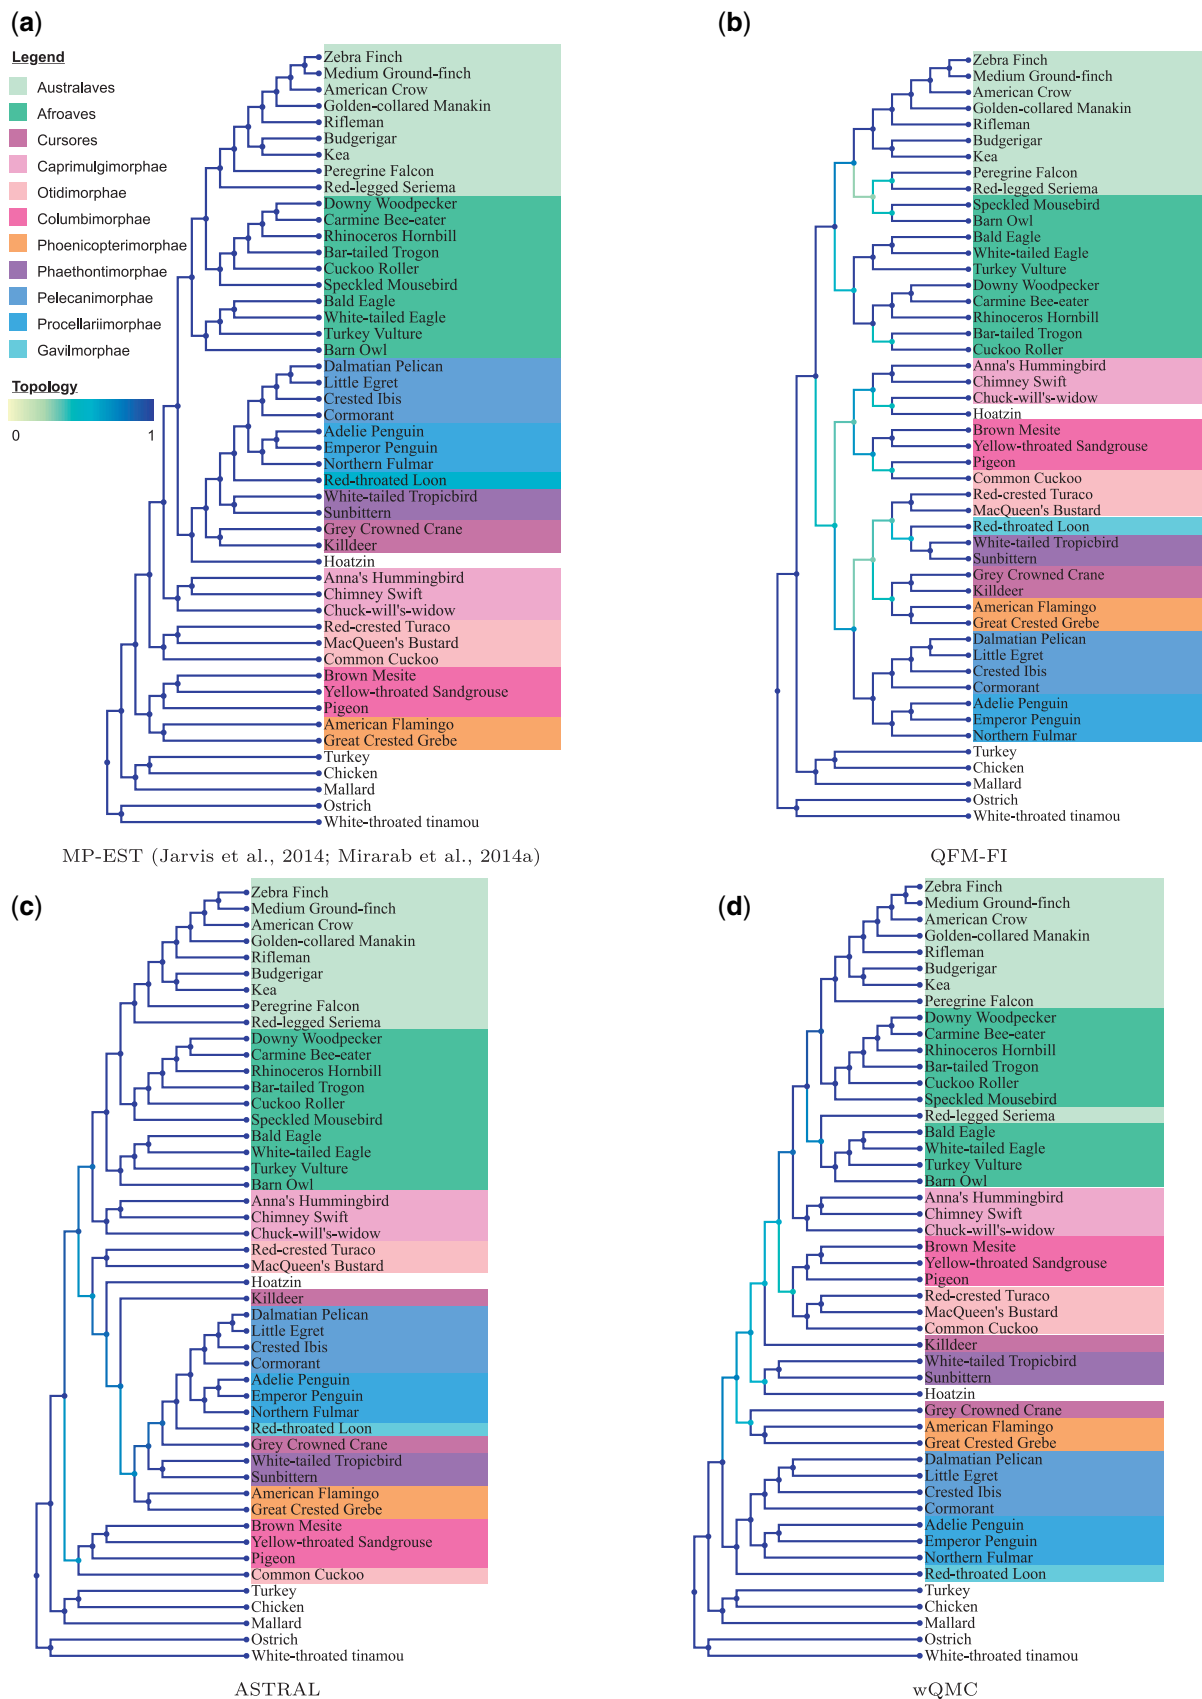 (a)
Legend
Australaves
Afroaves
Cursores
Caprimulgimorphae
Otidimorphae
Columbimorphae
Phoenicopterimorphae
Phaethontimorphae
Pelecanimorphae
Procellariimorphae
Gavilmorphae
Topology
0 1
Zebra Finch
Medium Ground-finch
American Crow
Golden-collared Manakin
Rifleman
Budgerigar
Kea
Peregrine Falcon
Red-legged Seriema
Downy Woodpecker
Carmine Bee-eater
Rhinoceros Hornbill
Bar-tailed Trogon
Cuckoo Roller
Speckled Mousebird
Bald Eagle
White-tailed Eagle
Turkey Vulture
Barn Owl
Dalmatian Pelican
Little Egret
Crested Ibis
Cormorant
Adelie Penguin
Emperor Penguin
Northern Fulmar
Red-throated Loon
White-tailed Tropicbird
Sunbittern
Grey Crowned Crane
Killdeer
Hoatzin
Anna's Hummingbird
Chimney Swift
Chuck-will's-widow
Red-crested Turaco
MacQueen's Bustard
Common Cuckoo
Brown Mesite
Yellow-throated Sandgrouse
Pigeon
American Flamingo
Great Crested Grebe
Turkey
Chicken
Mallard
Ostrich
White-throated tinamou
MP-EST (Jarvis et al., 2014; Mirarab et al., 2014a)
(b)
Zebra Finch
Medium Ground-finch
American Crow
Golden-collared Manakin
Rifleman
Budgerigar
Kea
Peregrine Falcon
Red-legged Seriema
Speckled Mousebird
Barn Owl
Bald Eagle
White-tailed Eagle
Turkey Vulture
Downy Woodpecker
Carmine Bee-eater
Rhinoceros Hornbill
Bar-tailed Trogon
Cuckoo Roller
Anna's Hummingbird
Chimney Swift
Chuck-will's-widow
Hoatzin
Brown Mesite
Yellow-throated Sandgrouse
Pigeon
Common Cuckoo
Red-crested Turaco
MacQueen's Bustard
Red-throated Loon
White-tailed Tropicbird
Sunbittern
Grey Crowned Crane
Killdeer
American Flamingo
Great Crested Grebe
Dalmatian Pelican
Little Egret
Crested Ibis
Cormorant
Adelie Penguin
Emperor Penguin
Northern Fulmar
Turkey
Chicken
Mallard
Ostrich
White-throated tinamou
QFM-FI
(c)
Zebra Finch
Medium Ground-finch
American Crow
Golden-collared Manakin
Rifleman
Budgerigar
Kea
Peregrine Falcon
Red-legged Seriema
Downy Woodpecker
Carmine Bee-eater
Rhinoceros Hornbill
Bar-tailed Trogon
Cuckoo Roller
Speckled Mousebird
Bald Eagle
White-tailed Eagle
Turkey Vulture
Barn Owl
Anna's Hummingbird
Chimney Swift
Chuck-will's-widow
Red-crested Turaco
MacQueen's Bustard
Hoatzin
Killdeer
Dalmatian Pelican
Little Egret
Crested Ibis
Cormorant
Adelie Penguin
Emperor Penguin
Northern Fulmar
Red-throated Loon
Grey Crowned Crane
White-tailed Tropicbird
Sunbittern
American Flamingo
Great Crested Grebe
Brown Mesite
Yellow-throated Sandgrouse
Pigeon
Common Cuckoo
Turkey
Chicken
Mallard
Ostrich
White-throated tinamou
ASTRAL
(d)
Zebra Finch
Medium Ground-finch
American Crow
Golden-collared Manakin
Rifleman
Budgerigar
Kea
Peregrine Falcon
Downy Woodpecker
Carmine Bee-eater
Rhinoceros Hornbill
Bar-tailed Trogon
Cuckoo Roller
Speckled Mousebird
Red-legged Seriema
Bald Eagle
White-tailed Eagle
Turkey Vulture
Barn Owl
Anna's Hummingbird
Chimney Swift
Chuck-will's-widow
Brown Mesite
Yellow-throated Sandgrouse
Pigeon
Red-crested Turaco
MacQueen's Bustard
Common Cuckoo
Killdeer
White-tailed Tropicbird
Sunbittern
Hoatzin
Grey Crowned Crane
American Flamingo
Great Crested Grebe
Dalmatian Pelican
Little Egret
Crested Ibis
Cormorant
Adelie Penguin
Emperor Penguin
Northern Fulmar
Red-throated Loon
Turkey
Chicken
Mallard
Ostrich
White-throated tinamou
wQMC